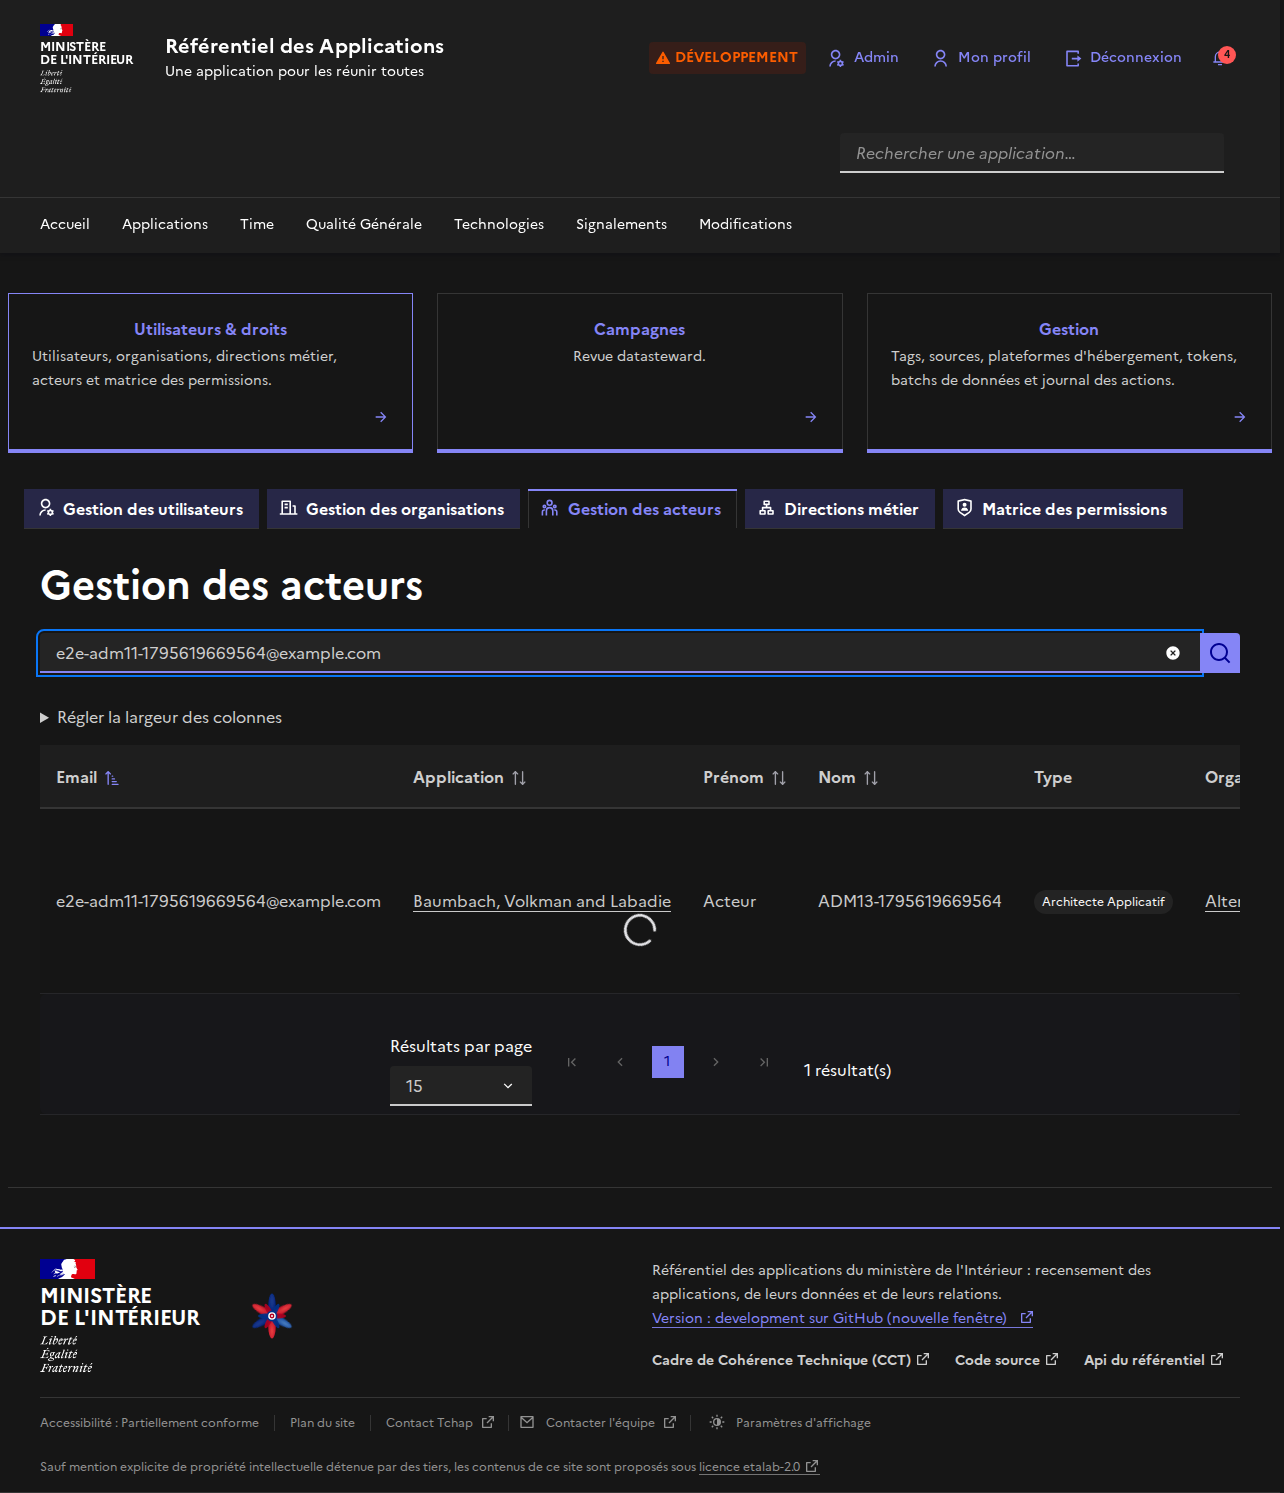 MINISTÈRE
DE L'INTÉRIEUR
Liberté
Égalité
Fraternité
Référentiel des Applications
Une application pour les réunir toutes
DÉVELOPPEMENT
Admin
Mon profil
Déconnexion
4
Rechercher une application...
Accueil
Applications
Time
Qualité Générale
Technologies
Signalements
Modifications
Utilisateurs & droits
Utilisateurs, organisations, directions métier,
acteurs et matrice des permissions.
Campagnes
Revue datasteward.
Gestion
Tags, sources, plateformes d'hébergement, tokens,
batchs de données et journal des actions.
Gestion des utilisateurs
Gestion des organisations
Gestion des acteurs
Directions métier
Matrice des permissions
Gestion des acteurs
e2e-adm11-1795619669564@example.com
Régler la largeur des colonnes
Email
Application
Prénom
Nom
Type
Orga
e2e-adm11-1795619669564@example.com
Baumbach, Volkman and Labadie
Acteur
ADM13-1795619669564
Architecte Applicatif
Alter
Résultats par page
15
1
1 résultat(s)
MINISTÈRE
DE L'INTÉRIEUR
Liberté
Égalité
Fraternité
Référentiel des applications du ministère de l'Intérieur : recensement des
applications, de leurs données et de leurs relations.
Version : development sur GitHub (nouvelle fenêtre)
Cadre de Cohérence Technique (CCT)
Code source
Api du référentiel
Accessibilité : Partiellement conforme
Plan du site
Contact Tchap
Contacter l'équipe
Paramètres d'affichage
Sauf mention explicite de propriété intellectuelle détenue par des tiers, les contenus de ce site sont proposés sous licence etalab-2.0